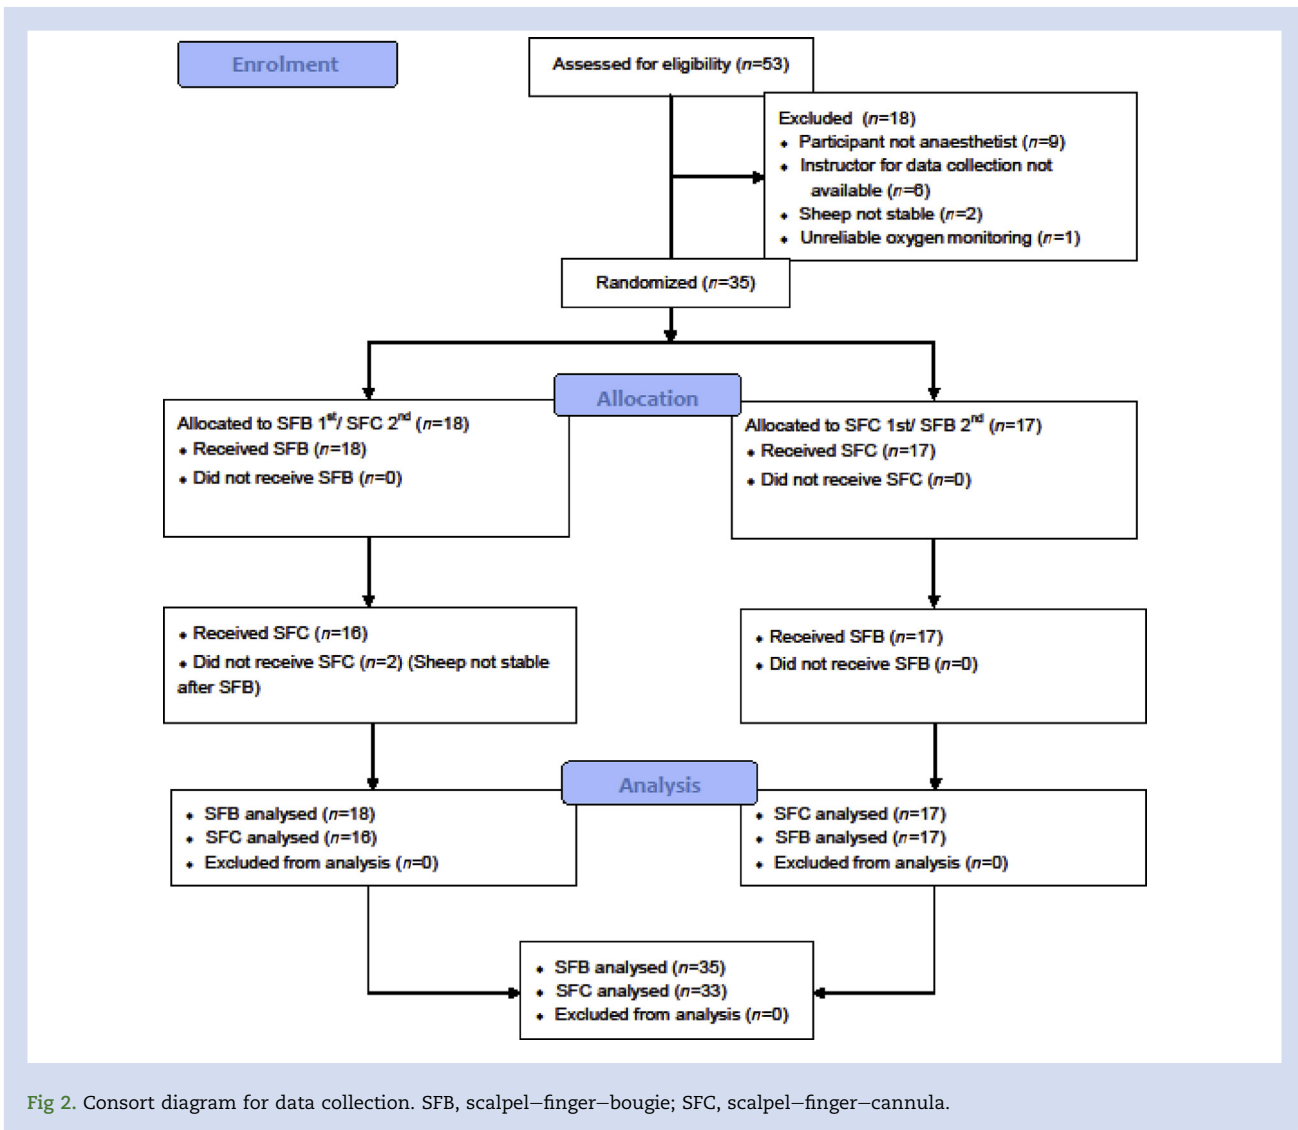 Enrolment
Assessed for eligibility (n=53)
Excluded (n=18)
• Participant not anaesthetist (n=9)
• Instructor for data collection not
available (n=6)
• Sheep not stable (n=2)
• Unreliable oxygen monitoring (n=1)
Randomized (n=35)
Allocation
Allocated to SFB 1st/ SFC 2nd (n=18)
• Received SFB (n=18)
• Did not receive SFB (n=0)
Allocated to SFC 1st/ SFB 2nd (n=17)
• Received SFC (n=17)
• Did not receive SFC (n=0)
• Received SFC (n=16)
• Did not receive SFC (n=2) (Sheep not stable
after SFB)
• Received SFB (n=17)
• Did not receive SFB (n=0)
Analysis
• SFB analysed (n=18)
• SFC analysed (n=16)
• Excluded from analysis (n=0)
• SFC analysed (n=17)
• SFB analysed (n=17)
• Excluded from analysis (n=0)
• SFB analysed (n=35)
• SFC analysed (n=33)
• Excluded from analysis (n=0)
Fig 2. Consort diagram for data collection. SFB, scalpel–finger–bougie; SFC, scalpel–finger–cannula.